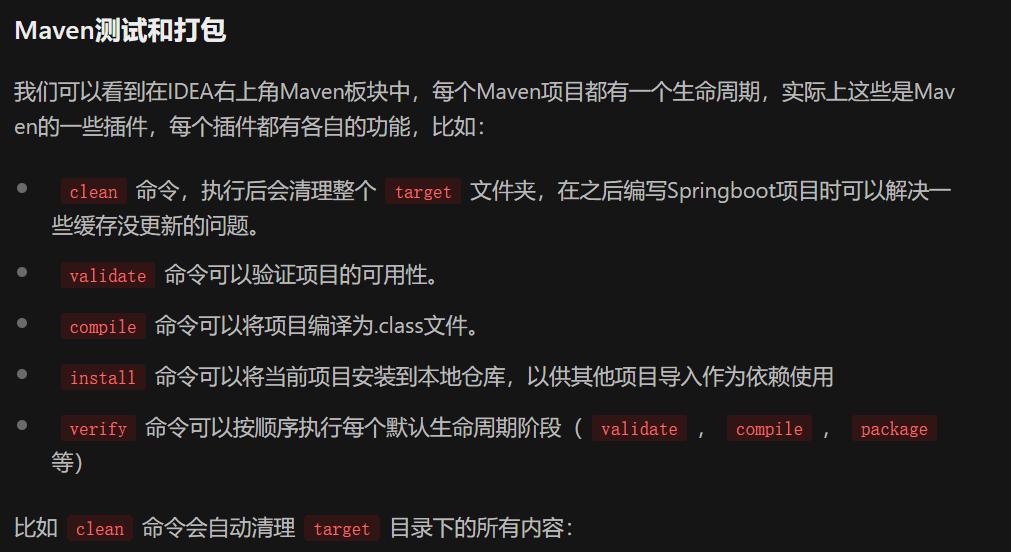 Maven测试和打包
我们可以看到在IDEA右上角Maven板块中，每个Maven项目都有一个生命周期，实际上这些是Mav
en的一些插件，每个插件都有各自的功能，比如：
clean 命令，执行后会清理整个 target 文件夹，在之后编写Springboot项目时可以解决一
些缓存没更新的问题。
validate 命令可以验证项目的可用性。
compile 命令可以将项目编译为.class文件。
install 命令可以将当前项目安装到本地仓库，以供其他项目导入作为依赖使用
verify 命令可以按顺序执行每个默认生命周期阶段（ validate ， compile ， package
等）
比如 clean 命令会自动清理 target 目录下的所有内容：